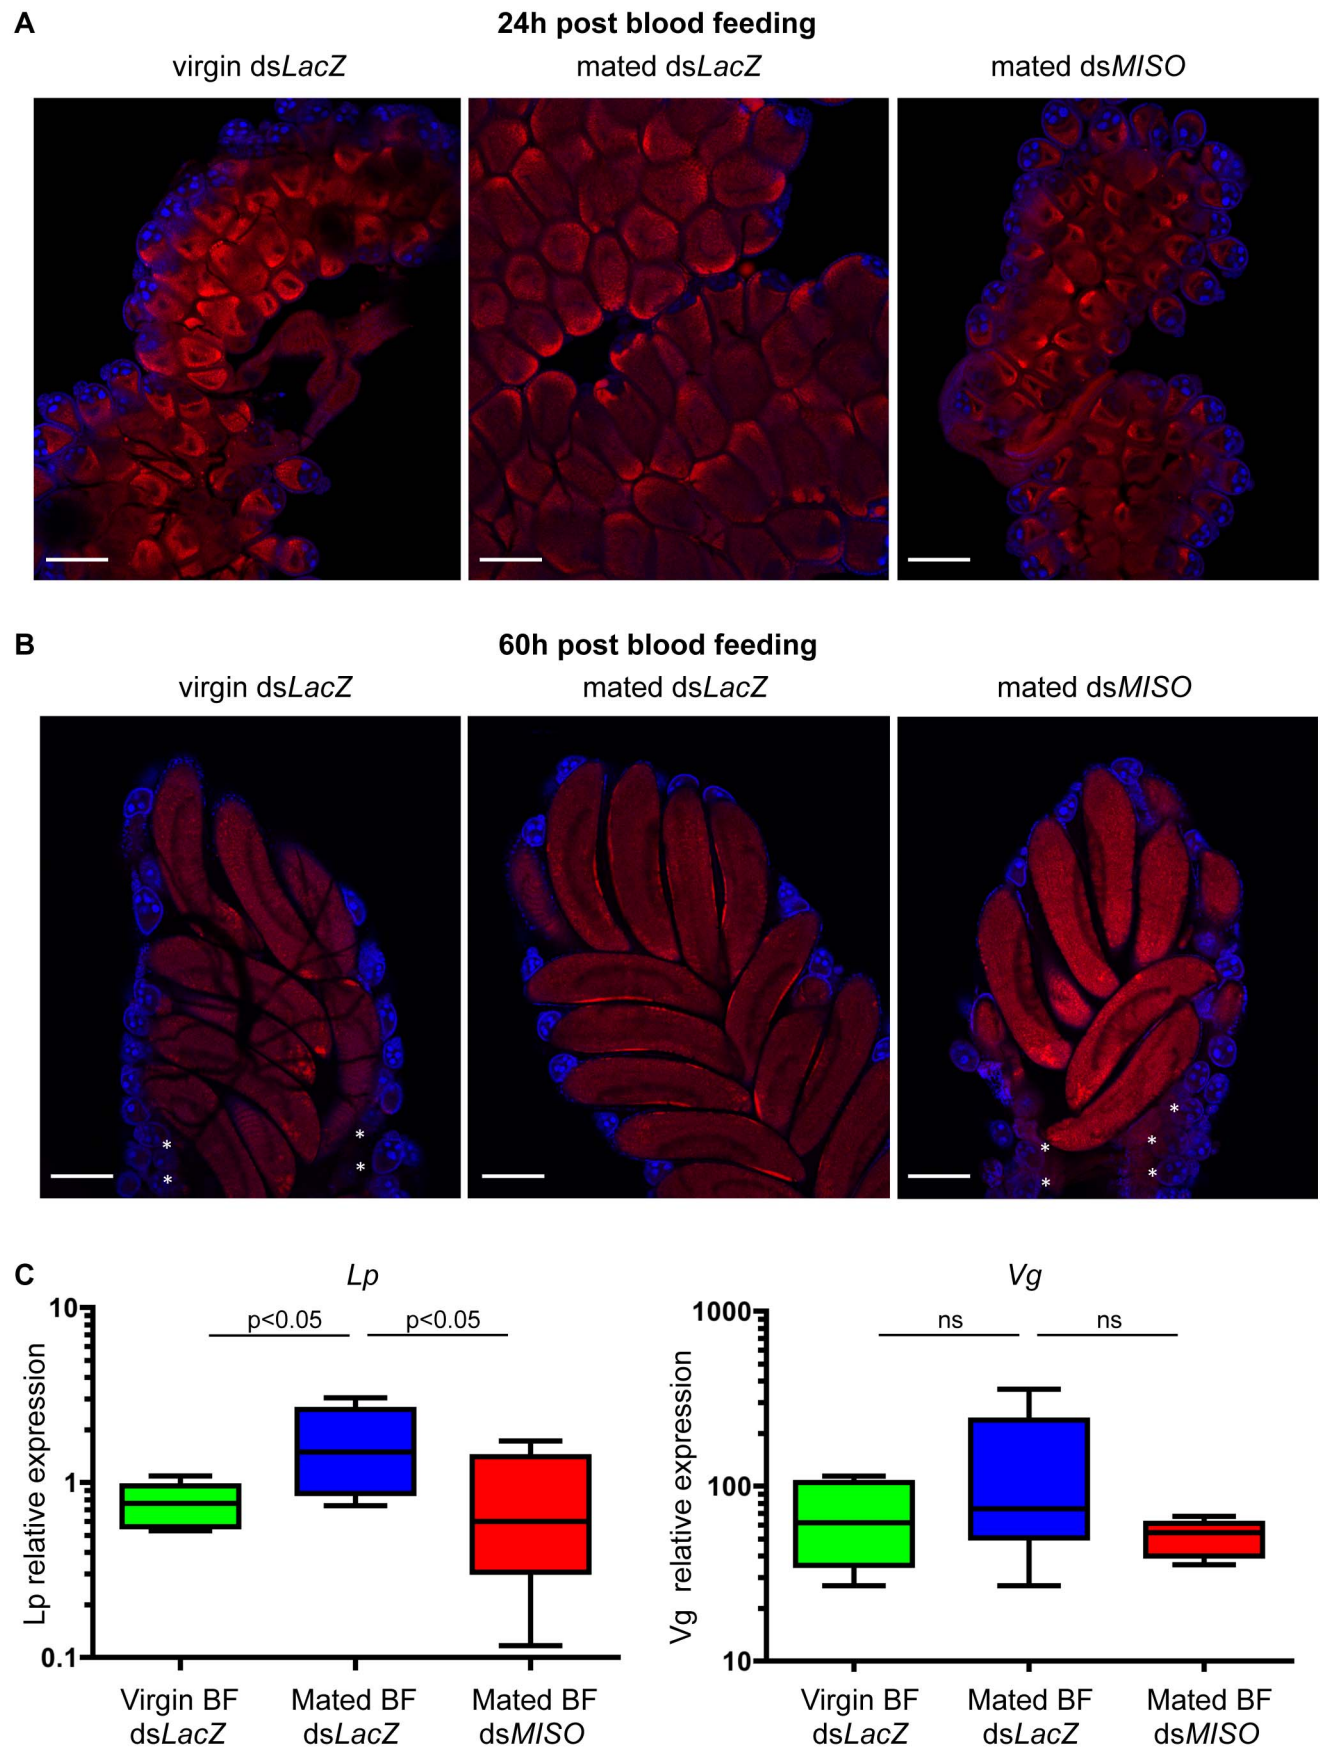 A
24h post blood feeding
virgin dsLacZ
mated dsLacZ
mated dsMISO
B
60h post blood feeding
virgin dsLacZ
mated dsLacZ
mated dsMISO
*
*
*
*
*
*
*
*
*
C
Lp
Lp relative expression
10
1
0.1
p<0.05
p<0.05
Virgin BF
dsLacZ
Mated BF
dsLacZ
Mated BF
dsMISO
Vg
Vg relative expression
1000
100
10
ns
ns
Virgin BF
dsLacZ
Mated BF
dsLacZ
Mated BF
dsMISO